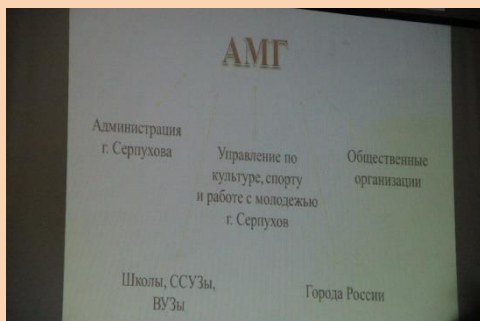 АМГ
Администрация
г. Серпухова
Управление по
культуре, спорту
и работе с молодежью
г. Серпухов
Общественные
организации
Школы, ССУЗы,
ВУЗы
Города России